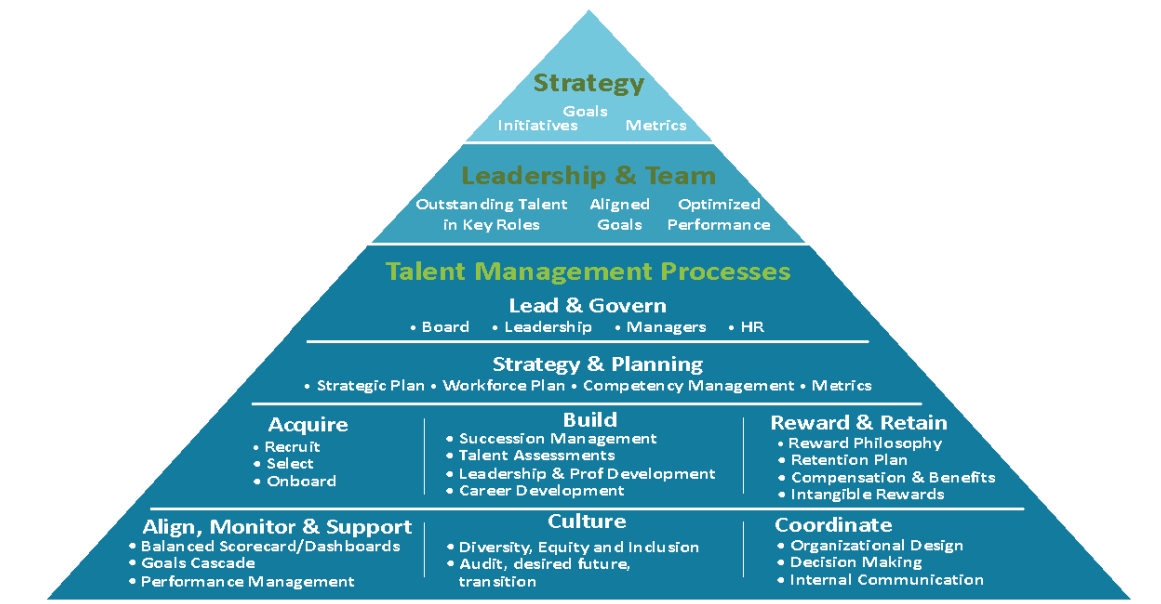 Strategy
Goals
Initiatives Metrics
Leadership & Team
Outstanding Talent Aligned Optimized
in Key Roles Goals Performance
Talent Management Processes
Lead & Govern
• Board • Leadership • Managers • HR
Strategy & Planning
• Strategic Plan • Workforce Plan • Competency Management • Metrics
Acquire
• Recruit
• Select
• Onboard
Build
• Succession Management
• Talent Assessments
• Leadership & Prof Development
• Career Development
Reward & Retain
• Reward Philosophy
• Retention Plan
• Compensation & Benefits
• Intangible Rewards
Align, Monitor & Support
• Balanced Scorecard/Dashboards
• Goals Cascade
• Performance Management
Culture
• Diversity, Equity and Inclusion
• Audit, desired future,
transition
Coordinate
• Organizational Design
• Decision Making
• Internal Communication